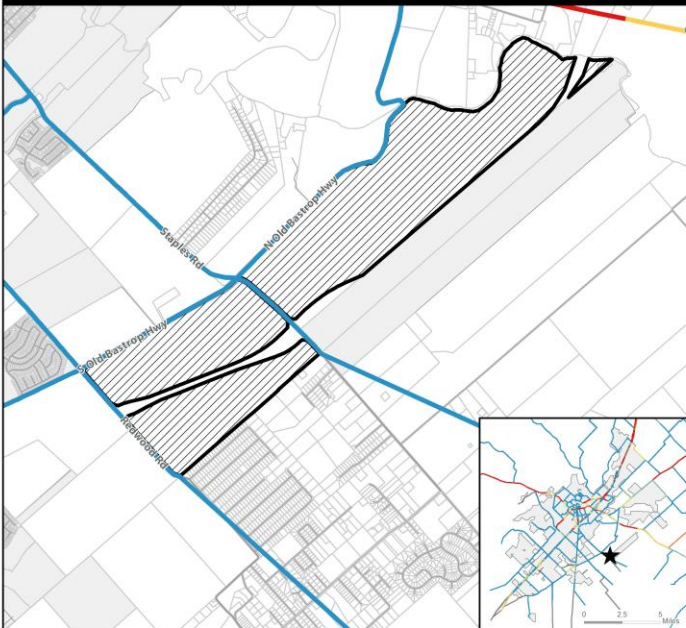 N Old Bastrop Hwy
Staples Rd
S Old Bastrop Hwy
Redwood Rd
0 2.5 5
Miles